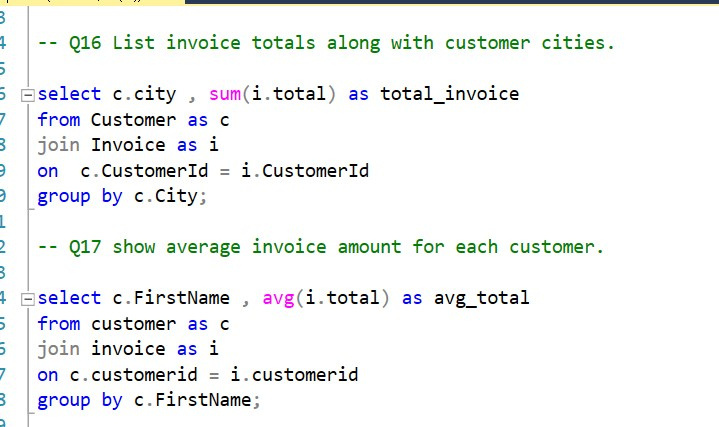 -- Q16 List invoice totals along with customer cities.
select c.city , sum(i.total) as total_invoice
from Customer as c
join Invoice as i
on  c.CustomerId = i.CustomerId
group by c.City;
-- Q17 show average invoice amount for each customer.
select c.FirstName , avg(i.total) as avg_total
from customer as c
join invoice as i
on c.customerid = i.customerid
group by c.FirstName;